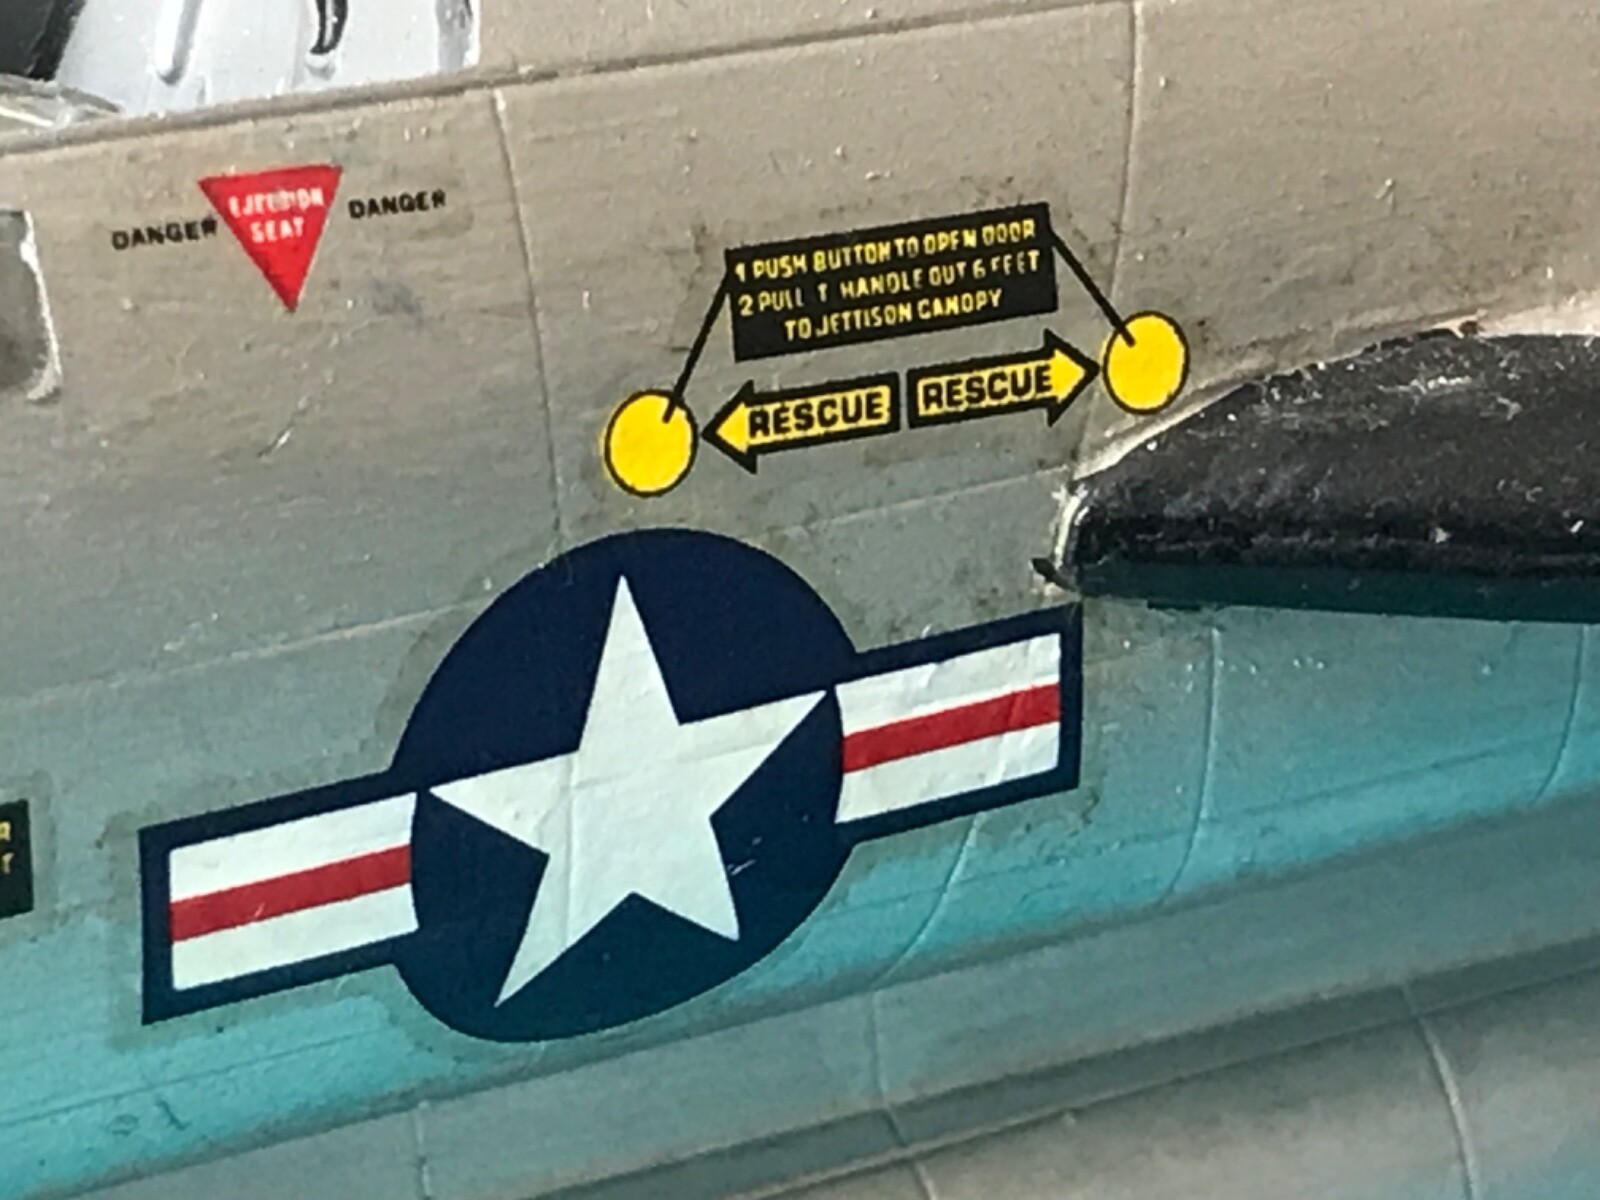 DANGER EJECTION DANGER
SEAT
1 PUSH BUTTON TO OPEN DOOR
2 PULL T HANDLE OUT 6 FEET
TO JETTISON CANOPY
RESCUE RESCUE
R
T